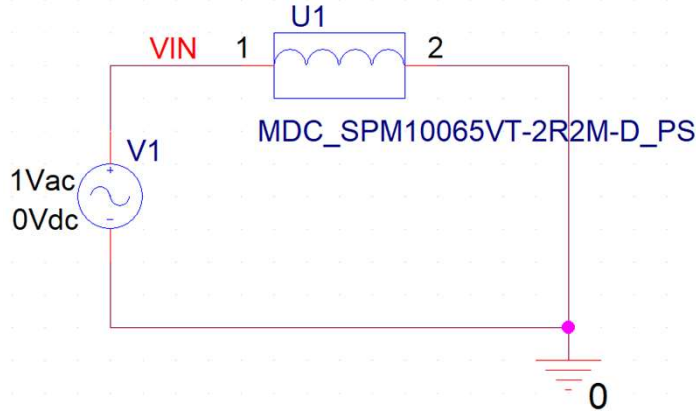 U1
VIN
1
2
MDC_SPM10065VT-2R2M-D_PS
V1
1Vac
0Vdc
0